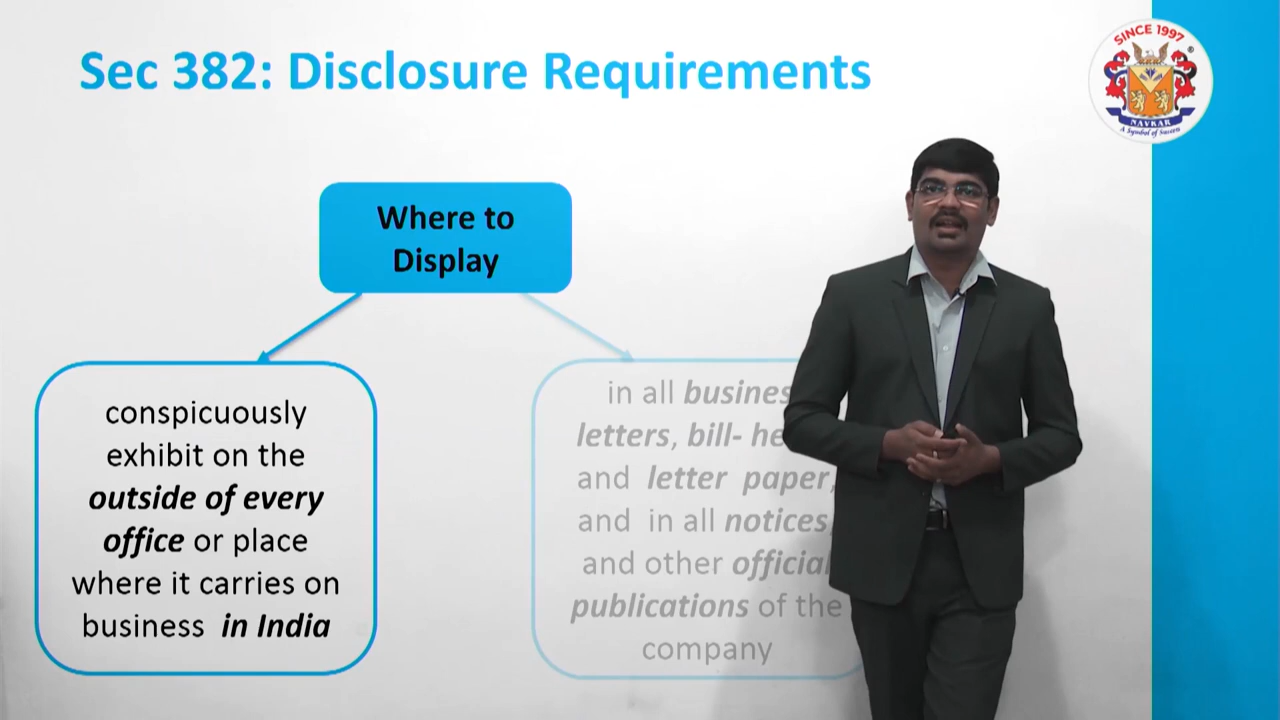 Sec 382: Disclosure Requirements
SINCE 1997
NAVKAR
A Symbol of Success
Where to
Display
conspicuously
exhibit on the
outside of every
office or place
where it carries on
business in India
in all
letters, bill-
and letter paper,
and in all notices,
and other official
publications of the
company